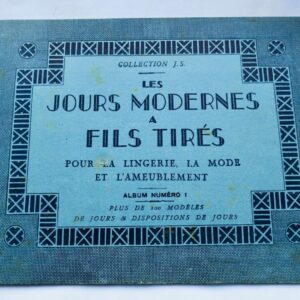 COLLECTION J.S.
LES
JOURS MODERNES
A
FILS TIRÉS
POUR LA LINGERIE, LA MODE
ET L'AMEUBLEMENT
ALBUM NUMÉRO 1
PLUS DE 100 MODÈLES
DE JOURS & DISPOSITIONS DE JOURS